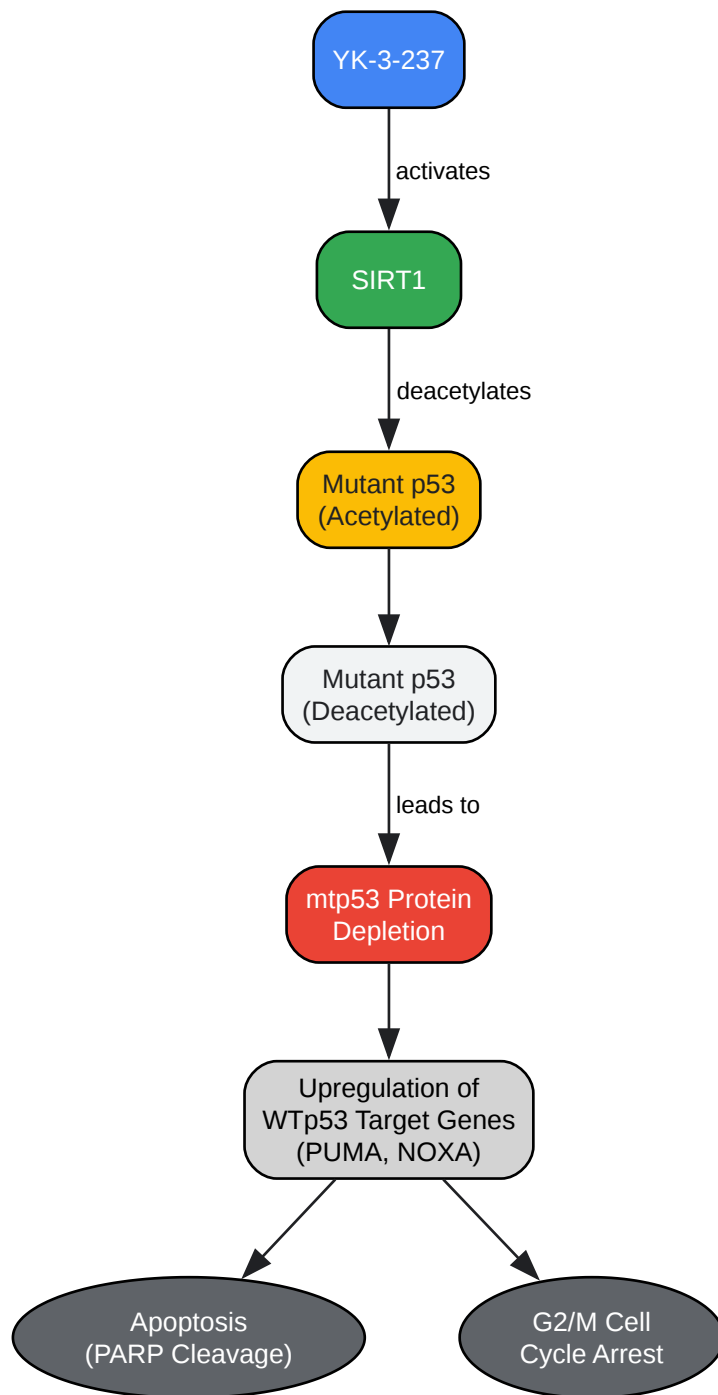 YK-3-237
activates
SIRT1
deacetylates
Mutant p53
(Acetylated)
Mutant p53
(Deacetylated)
leads to
mtp53 Protein
Depletion
Upregulation of
WTp53 Target Genes
(PUMA, NOXA)
Apoptosis
(PARP Cleavage)
G2/M Cell
Cycle Arrest